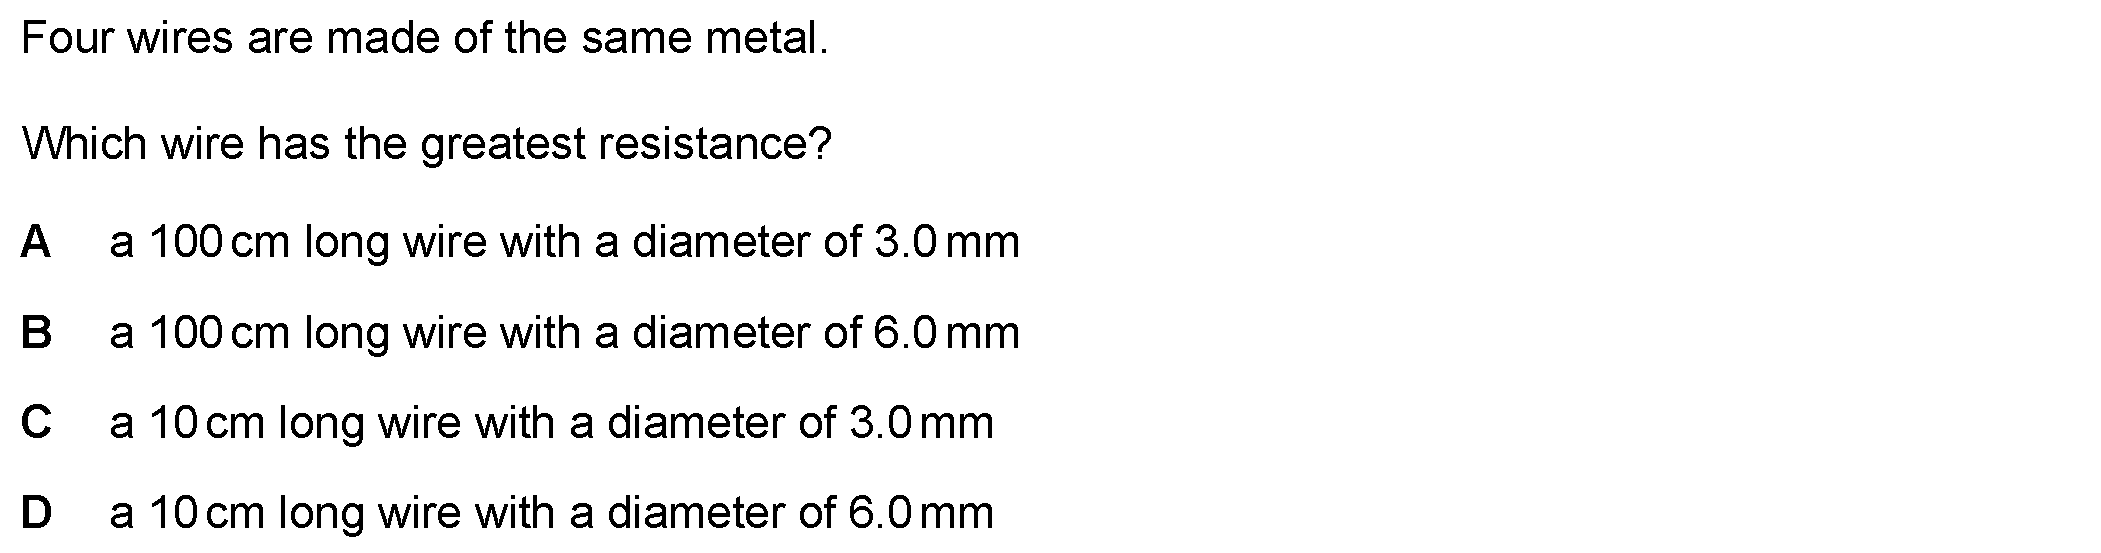 Four wires are made of the same metal.
Which wire has the greatest resistance?
A a 100 cm long wire with a diameter of 3.0 mm
B a 100 cm long wire with a diameter of 6.0 mm
C a 10 cm long wire with a diameter of 3.0 mm
D a 10 cm long wire with a diameter of 6.0 mm